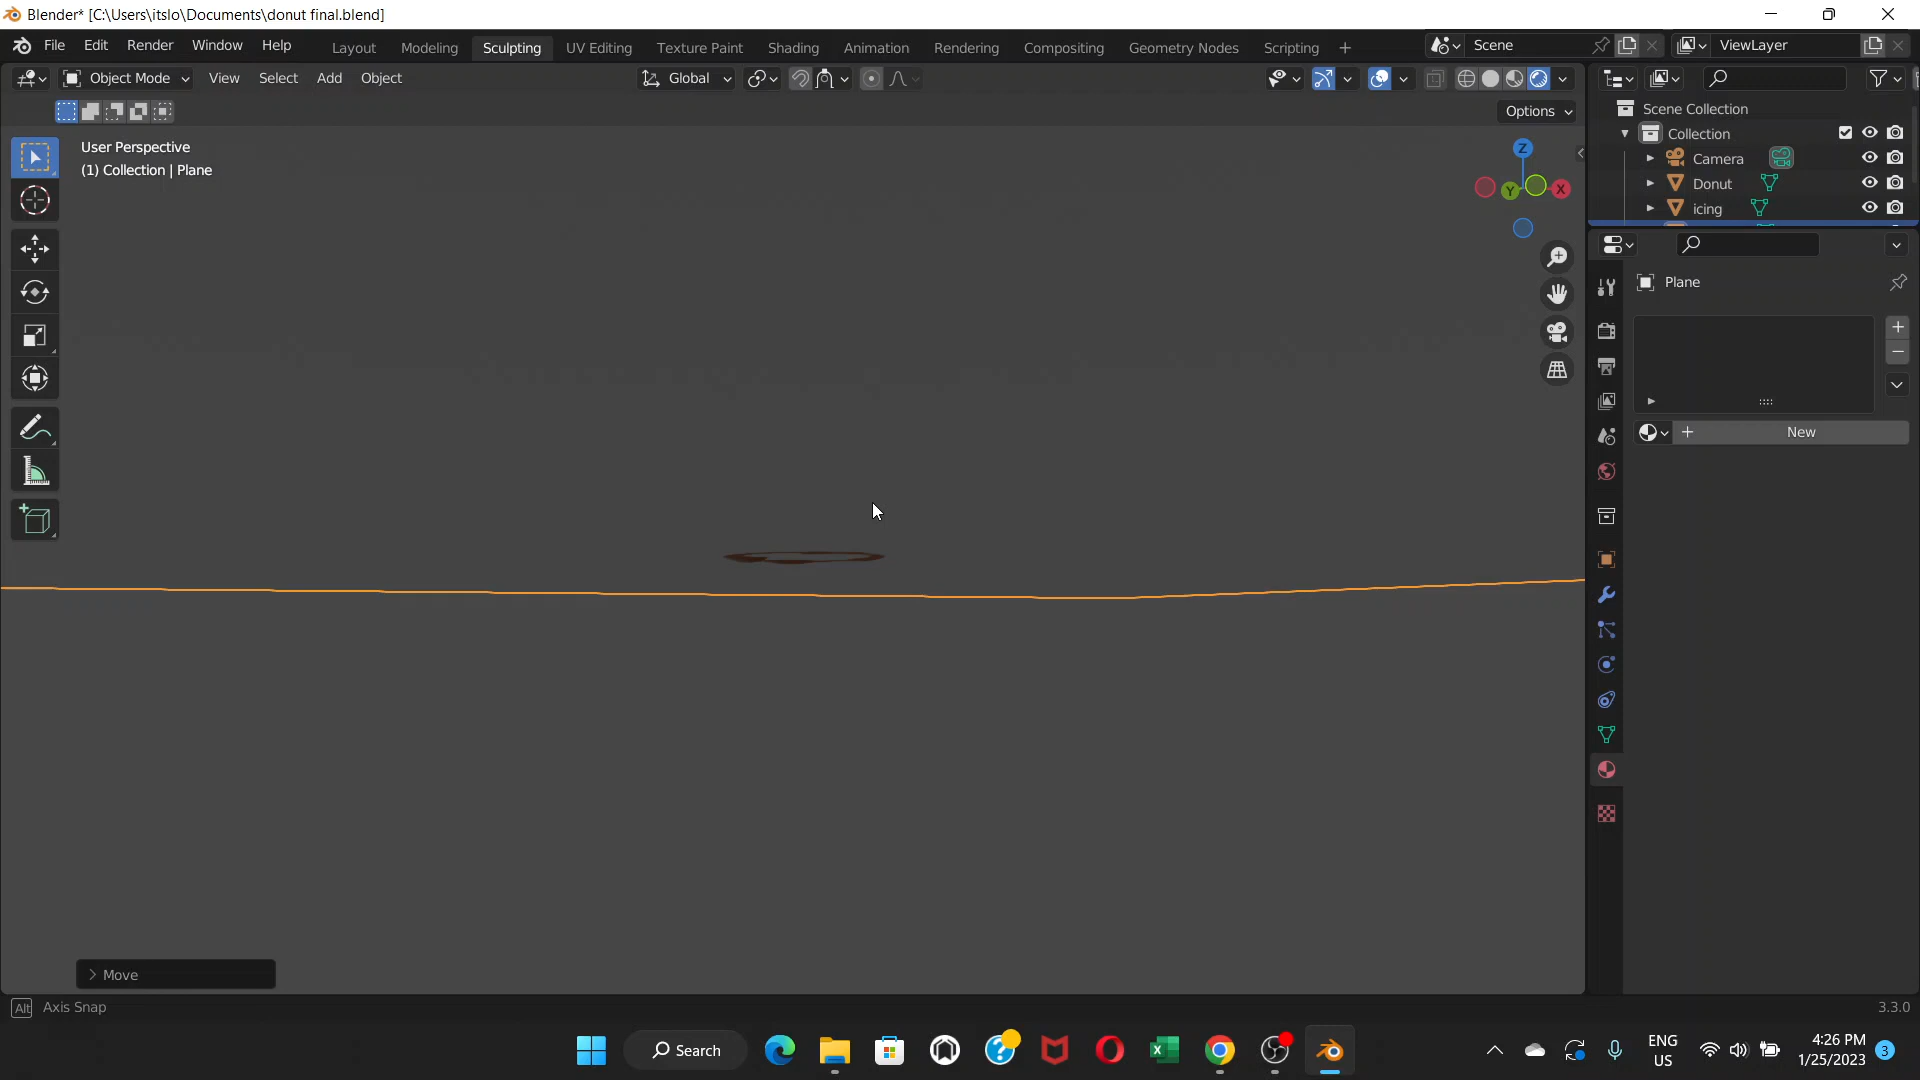 Blender* [C:\Users\itslo\Documents\donut final.blend]
File Edit Render Window Help Layout Modeling Sculpting UV Editing Texture Paint Shading Animation Rendering Compositing Geometry Nodes Scripting + Scene ViewLayer
Object Mode View Select Add Object Global
Options
User Perspective
(1) Collection | Plane
Z
Y
X
Scene Collection
Collection
Camera
Donut
icing
Plane
New
Move
Alt Axis Snap
3.3.0
Search
ENG
US
4:26 PM
1/25/2023
3